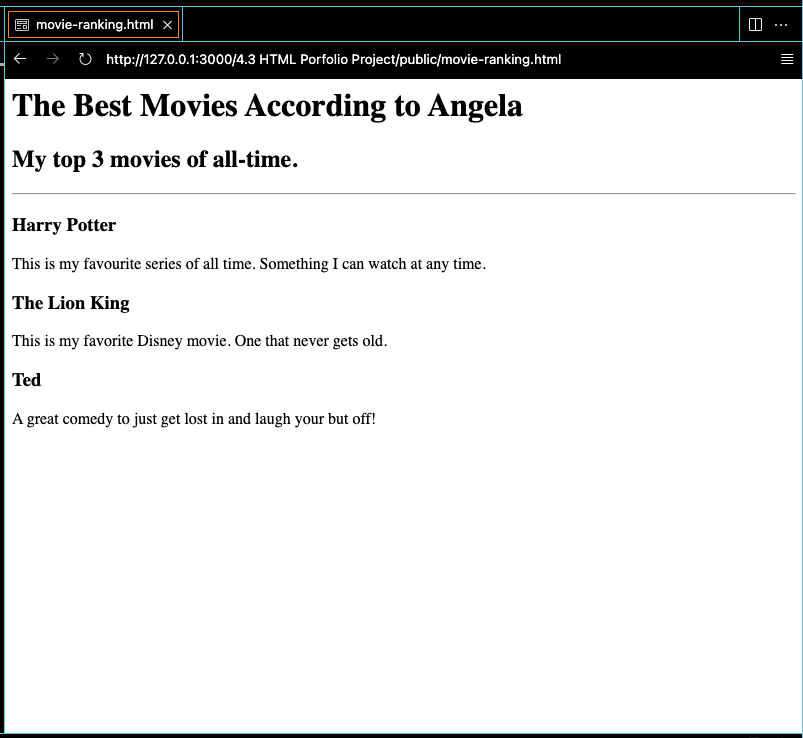 movie-ranking.html
http://127.0.0.1:3000/4.3 HTML Porfolio Project/public/movie-ranking.html
The Best Movies According to Angela
My top 3 movies of all-time.
Harry Potter
This is my favourite series of all time. Something I can watch at any time.
The Lion King
This is my favorite Disney movie. One that never gets old.
Ted
A great comedy to just get lost in and laugh your but off!